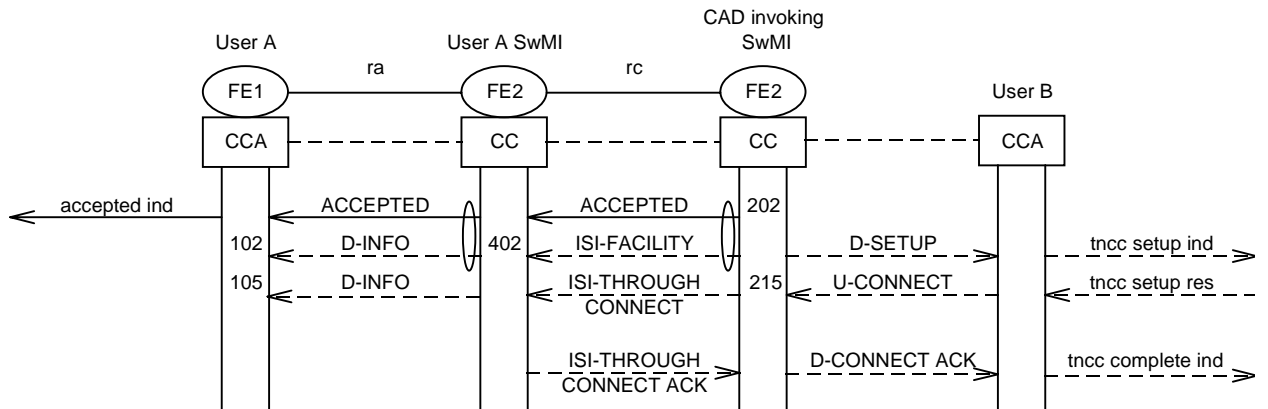 CAD invoking
User A
User A SwMI
SwMI
ra
rc
User B
FE1
FE2
FE2
CCA
CC
CC
CCA
accepted ind
ACCEPTED
ACCEPTED
202
102
D-INFO
402
ISI-FACILITY
D-SETUP
tncc setup ind
105
D-INFO
ISI-THROUGH
CONNECT
215
U-CONNECT
tncc setup res
ISI-THROUGH
CONNECT ACK
D-CONNECT ACK
tncc complete ind